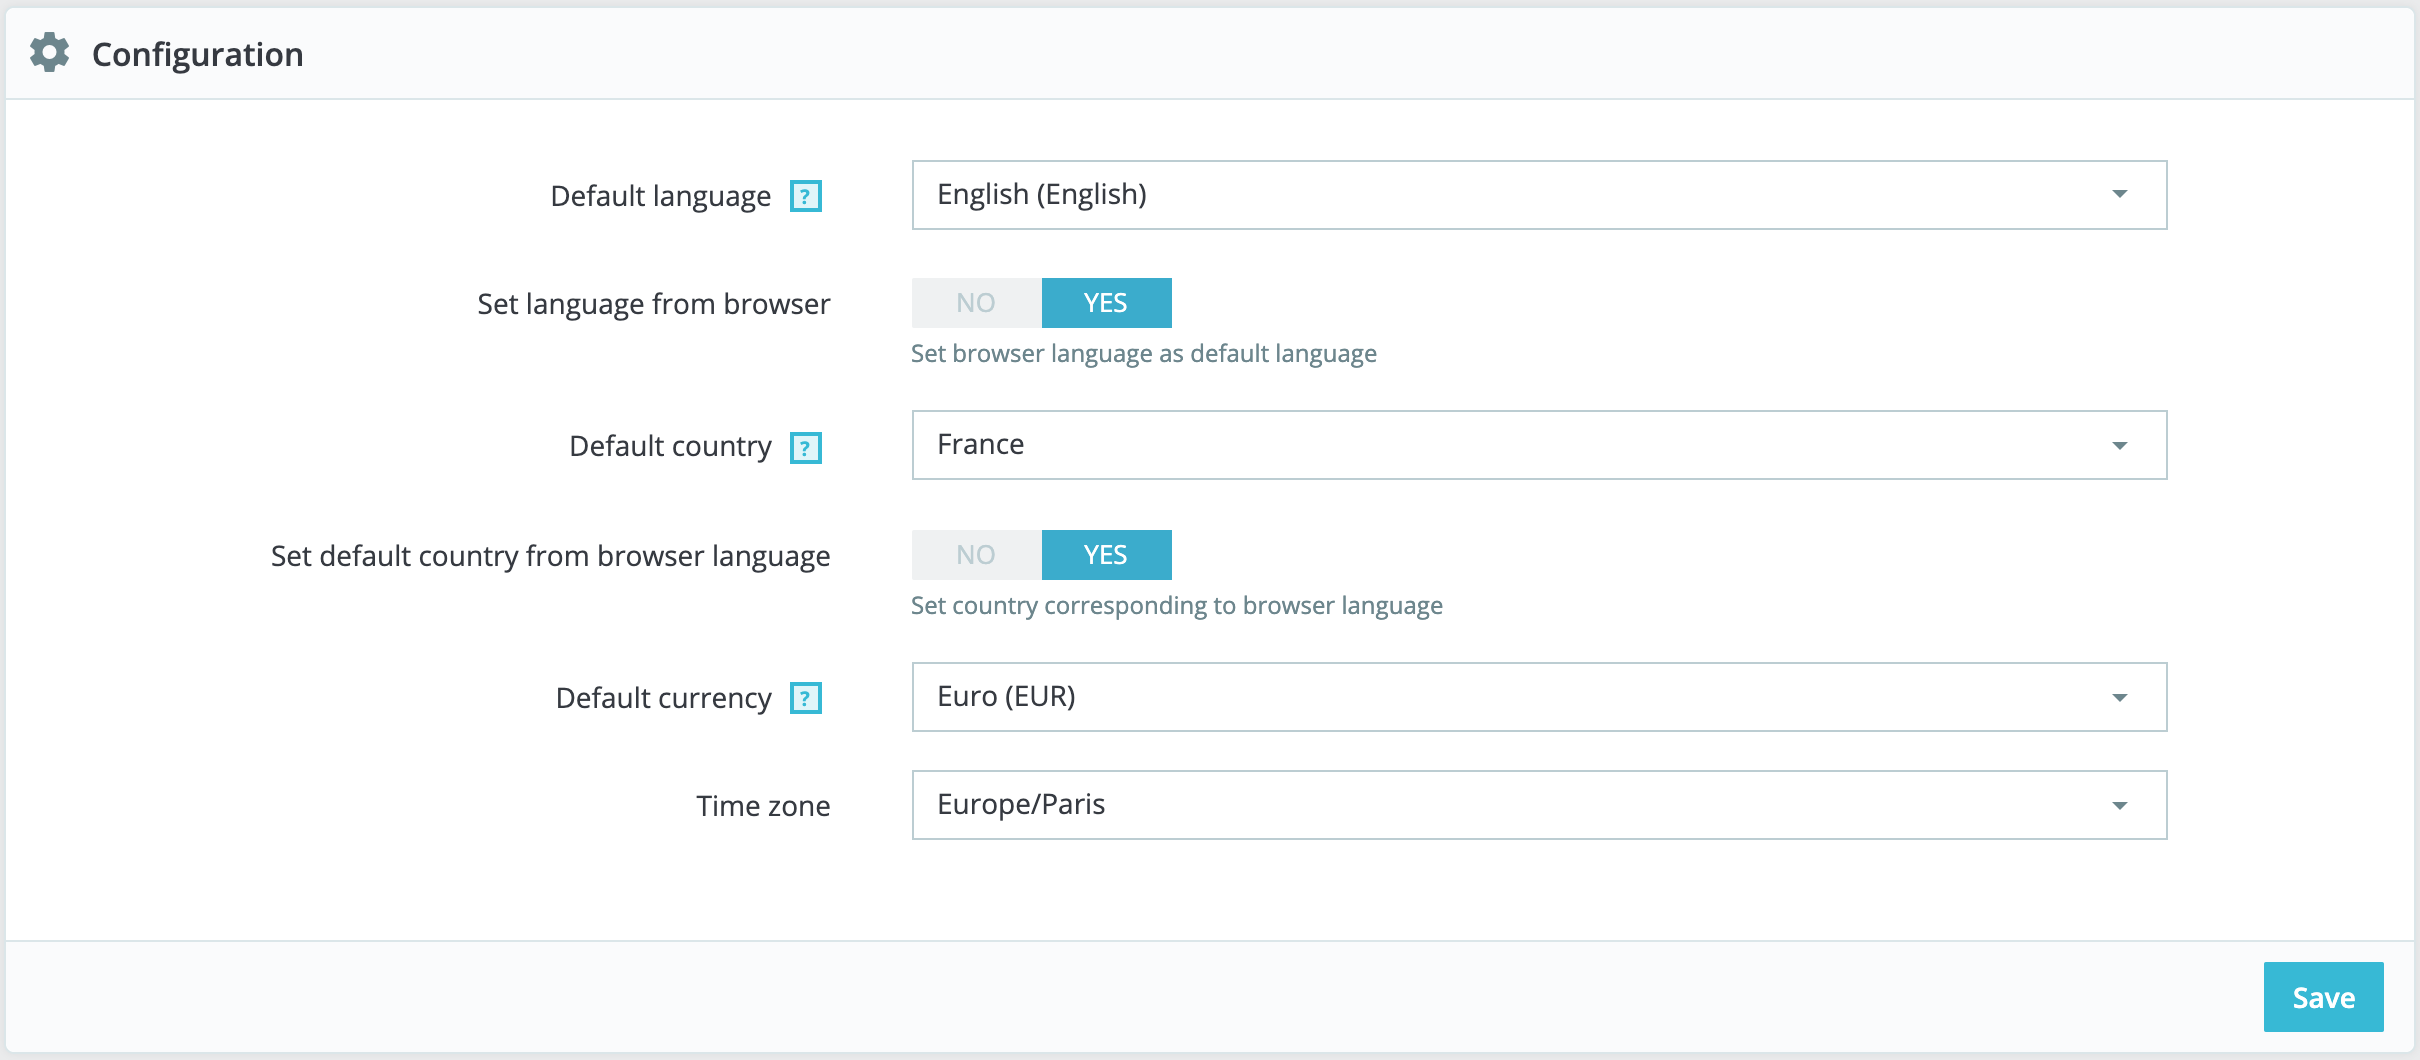 Configuration
Default language ? English (English)
Set language from browser NO YES
Set browser language as default language
Default country ? France
Set default country from browser language NO YES
Set country corresponding to browser language
Default currency ? Euro (EUR)
Time zone Europe/Paris
Save